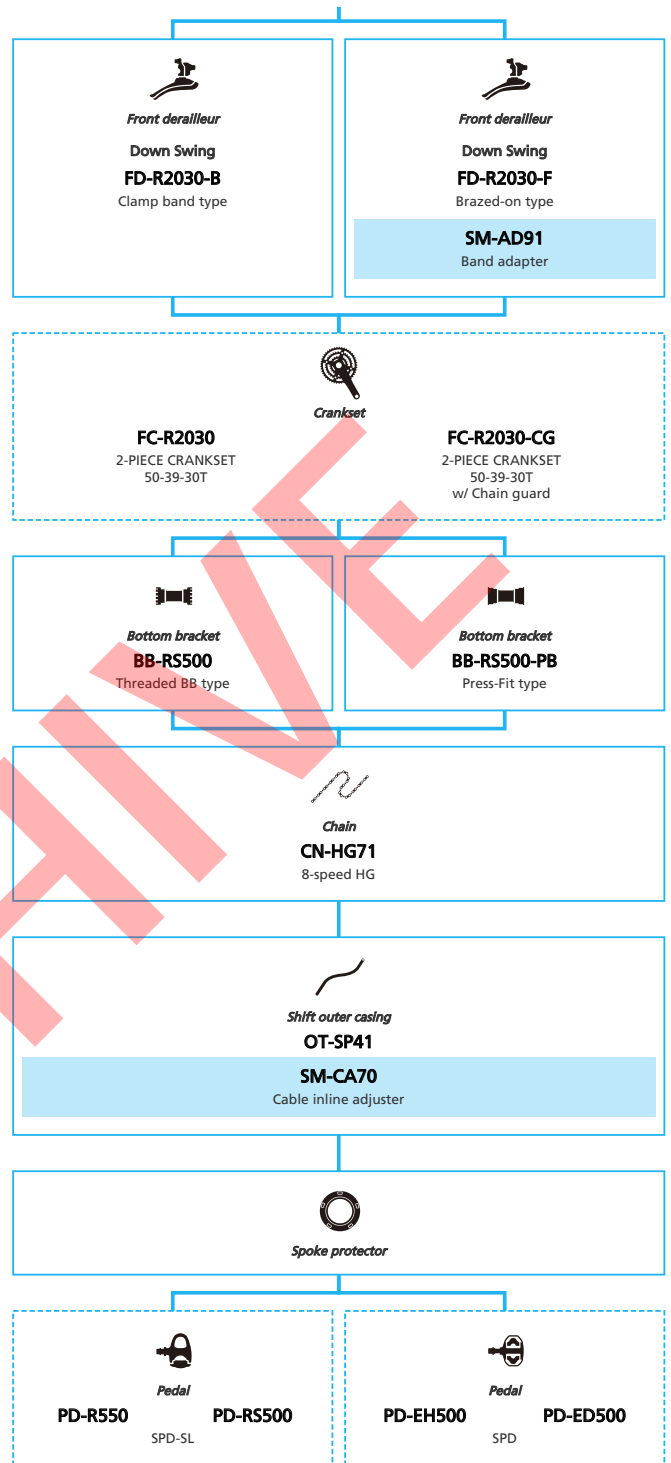 Front derailleur
Down Swing
FD-R2030-B
Clamp band type
Front derailleur
Down Swing
FD-R2030-F
Brazed-on type
SM-AD91
Band adapter
Crankset
FC-R2030
2-PIECE CRANKSET
50-39-30T
FC-R2030-CG
2-PIECE CRANKSET
50-39-30T
w/ Chain guard
Bottom bracket
BB-RS500
Threaded BB type
Bottom bracket
BB-RS500-PB
Press-Fit type
Chain
CN-HG71
8-speed HG
Shift outer casing
OT-SP41
SM-CA70
Cable inline adjuster
Spoke protector
Pedal
PD-R550 PD-RS500
SPD-SL
Pedal
PD-EH500 PD-ED500
SPD
HIVE